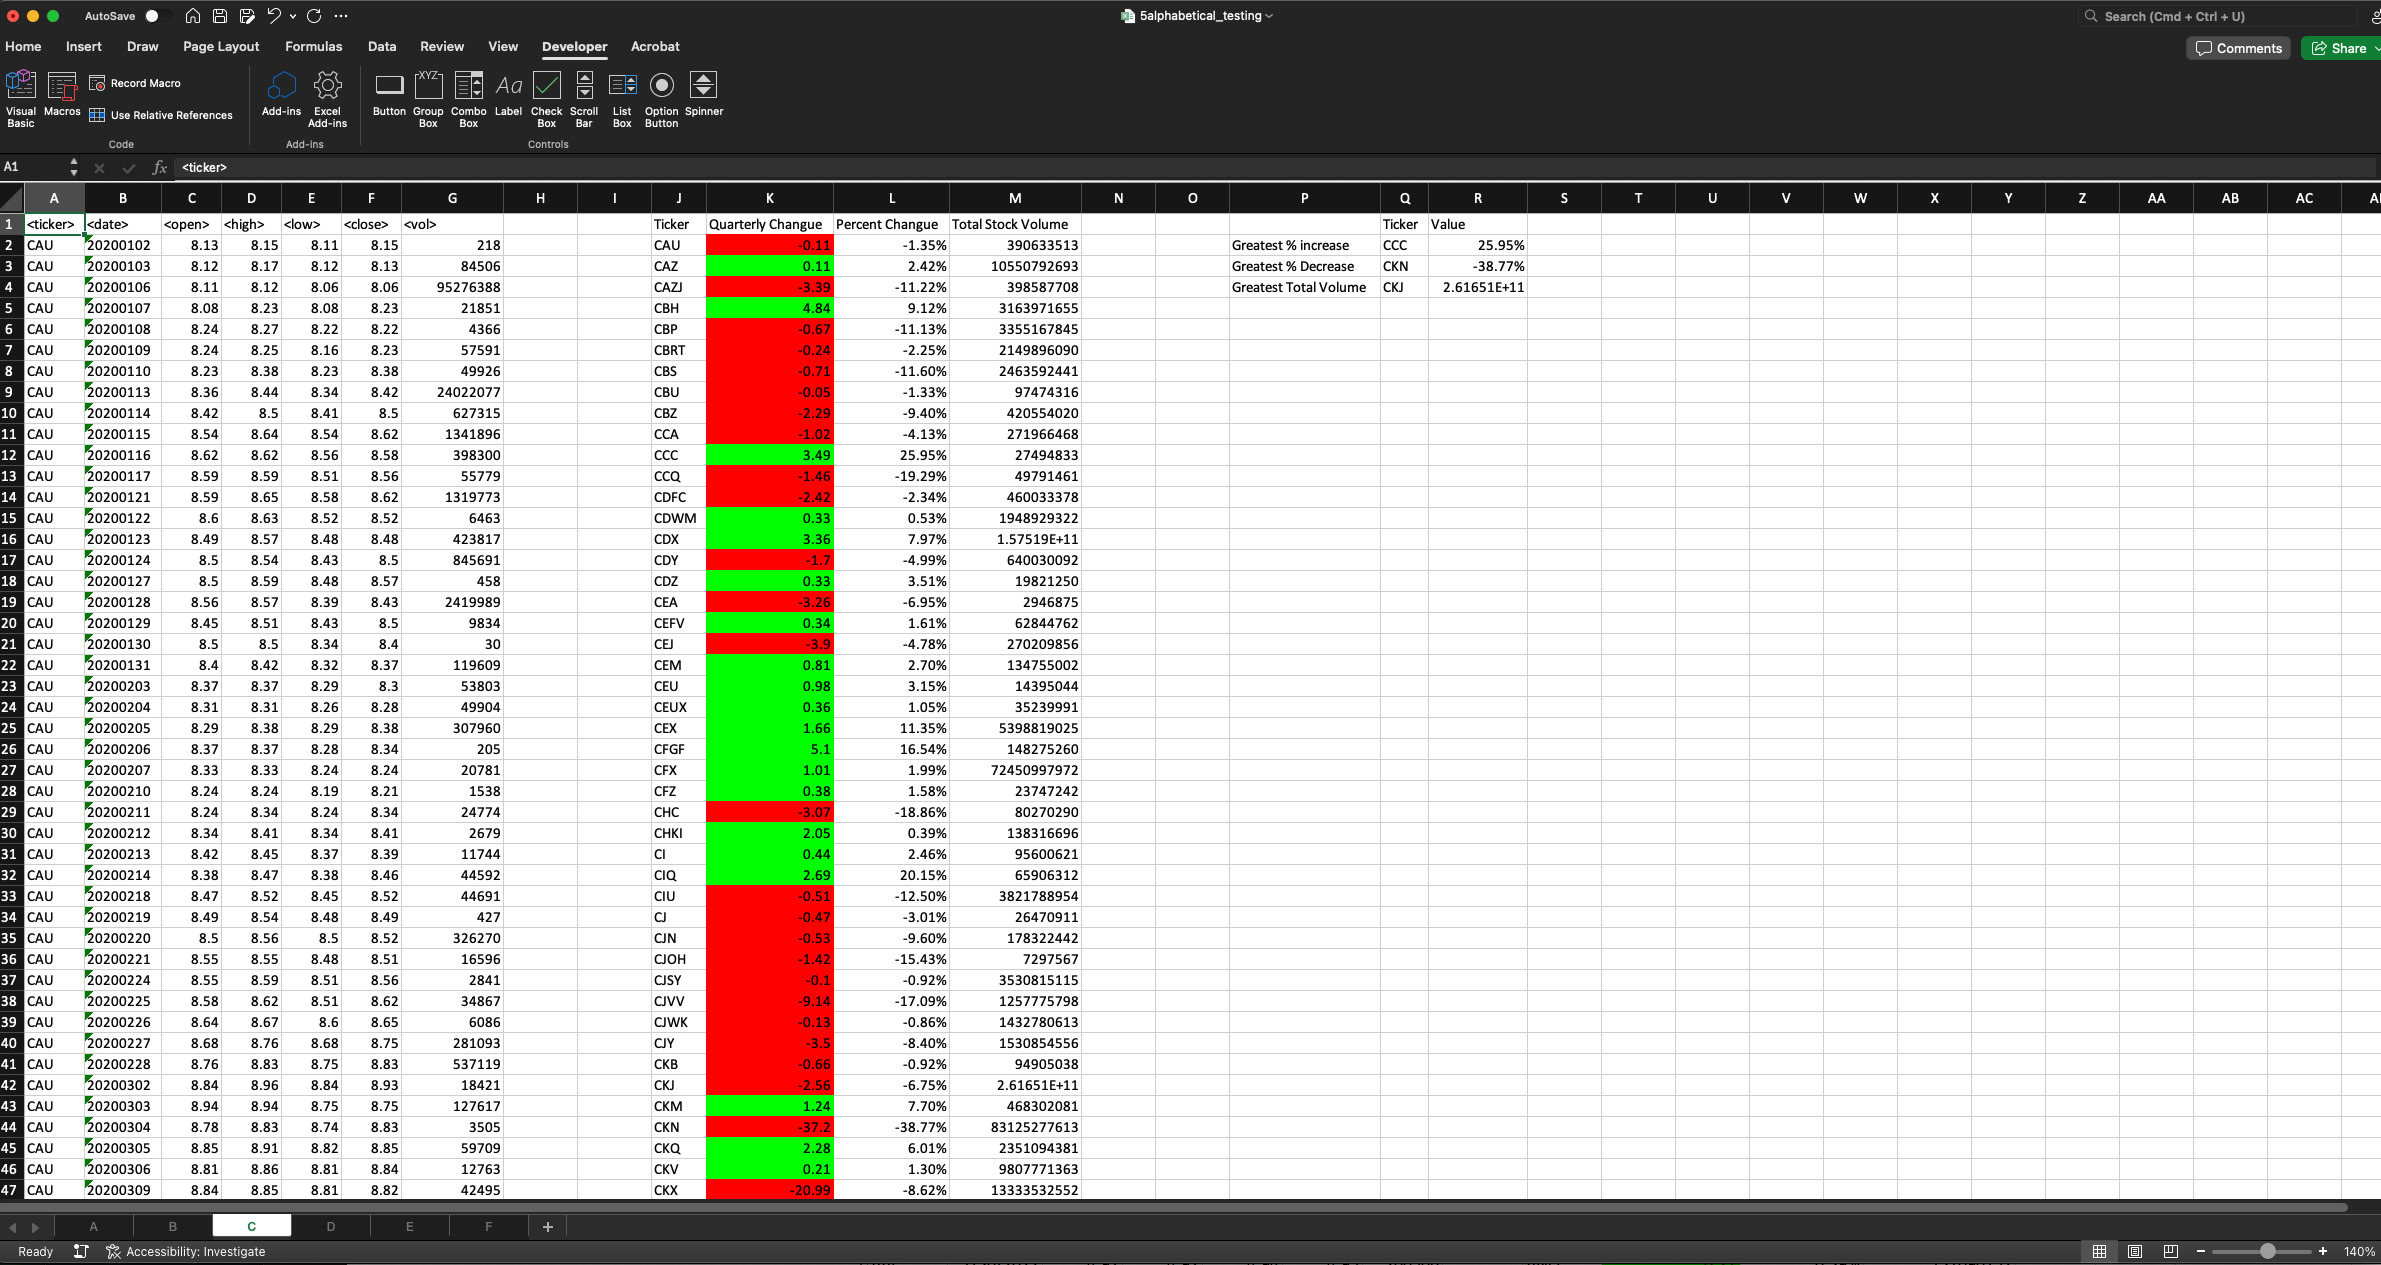 AutoSave
5alphabetical_testing
Search (Cmd + Ctrl + U)
Home Insert Draw Page Layout Formulas Data Review View Developer Acrobat
Comments Share
Visual Basic
Macros
Record Macro
Use Relative References
Code
Add-ins
Excel Add-ins
Add-ins
Button
XYZ
Group Box
Combo Box
Aa
Label
Check Box
Scroll Bar
List Box
Option Button
Spinner
Controls
A1 fx <ticker>
A B C D E F G H I J K L M N O P Q R S T U V W X Y Z AA AB AC
1 <ticker> <date> <open> <high> <low> <close> <vol> Ticker Quarterly Changue Percent Changue Total Stock Volume Ticker Value
2 CAU 20200102 8.13 8.15 8.11 8.15 218 CAU -0.11 -1.35% 390633513 Greatest % increase CCC 25.95%
3 CAU 20200103 8.12 8.17 8.12 8.13 84506 CAZ 0.11 2.42% 10550792693 Greatest % Decrease CKN -38.77%
4 CAU 20200106 8.11 8.12 8.06 8.06 95276388 CAZJ -3.39 -11.22% 398587708 Greatest Total Volume CKJ 2.61651E+11
5 CAU 20200107 8.08 8.23 8.08 8.23 21851 CBH 4.84 9.12% 3163971655
6 CAU 20200108 8.24 8.27 8.22 8.22 4366 CBP -0.67 -11.13% 3355167845
7 CAU 20200109 8.24 8.25 8.16 8.23 57591 CBRT -0.24 -2.25% 2149896090
8 CAU 20200110 8.23 8.38 8.23 8.38 49926 CBS -0.71 -11.60% 2463592441
9 CAU 20200113 8.36 8.44 8.34 8.42 24022077 CBU -0.05 -1.33% 97474316
10 CAU 20200114 8.42 8.5 8.41 8.5 627315 CBZ -2.29 -9.40% 420554020
11 CAU 20200115 8.54 8.64 8.54 8.62 1341896 CCA -1.02 -4.13% 271966468
12 CAU 20200116 8.62 8.62 8.56 8.58 398300 CCC 3.49 25.95% 27494833
13 CAU 20200117 8.59 8.59 8.51 8.56 55779 CCQ -1.46 -19.29% 49791461
14 CAU 20200121 8.59 8.65 8.58 8.62 1319773 CDFC -2.42 -2.34% 460033378
15 CAU 20200122 8.6 8.63 8.52 8.52 6463 CDWM 0.33 0.53% 1948929322
16 CAU 20200123 8.49 8.57 8.48 8.48 423817 CDX 3.36 7.97% 1.57519E+11
17 CAU 20200124 8.5 8.54 8.43 8.5 845691 CDY -1.7 -4.99% 640030092
18 CAU 20200127 8.5 8.59 8.48 8.57 458 CDZ 0.33 3.51% 19821250
19 CAU 20200128 8.56 8.57 8.39 8.43 2419989 CEA -3.26 -6.95% 2946875
20 CAU 20200129 8.45 8.51 8.43 8.5 9834 CEFV 0.34 1.61% 62844762
21 CAU 20200130 8.5 8.5 8.34 8.4 30 CEJ -3.9 -4.78% 270209856
22 CAU 20200131 8.4 8.42 8.32 8.37 119609 CEM 0.81 2.70% 134755002
23 CAU 20200203 8.37 8.37 8.29 8.3 53803 CEU 0.98 3.15% 14395044
24 CAU 20200204 8.31 8.31 8.26 8.28 49904 CEUX 0.36 1.05% 35239991
25 CAU 20200205 8.29 8.38 8.29 8.38 307960 CEX 1.66 11.35% 5398819025
26 CAU 20200206 8.37 8.37 8.28 8.34 205 CFGF 5.1 16.54% 148275260
27 CAU 20200207 8.33 8.33 8.24 8.24 20781 CFX 1.01 1.99% 72450997972
28 CAU 20200210 8.24 8.24 8.19 8.21 1538 CFZ 0.38 1.58% 23747242
29 CAU 20200211 8.24 8.34 8.24 8.34 24774 CHC -3.07 -18.86% 80270290
30 CAU 20200212 8.34 8.41 8.34 8.41 2679 CHKI 2.05 0.39% 138316696
31 CAU 20200213 8.42 8.45 8.37 8.39 11744 CI 0.44 2.46% 95600621
32 CAU 20200214 8.38 8.47 8.38 8.46 44592 CIQ 2.69 20.15% 65906312
33 CAU 20200218 8.47 8.52 8.45 8.52 44691 CIU -0.51 -12.50% 3821788954
34 CAU 20200219 8.49 8.54 8.48 8.49 427 CJ -0.47 -3.01% 26470911
35 CAU 20200220 8.5 8.56 8.5 8.52 326270 CJN -0.53 -9.60% 178322442
36 CAU 20200221 8.55 8.55 8.48 8.51 16596 CJOH -1.42 -15.43% 7297567
37 CAU 20200224 8.55 8.59 8.51 8.56 2841 CJSY -0.1 -0.92% 3530815115
38 CAU 20200225 8.58 8.62 8.51 8.62 34867 CJVV -9.14 -17.09% 1257775798
39 CAU 20200226 8.64 8.67 8.6 8.65 6086 CJWK -0.13 -0.86% 1432780613
40 CAU 20200227 8.68 8.76 8.68 8.75 281093 CJY -3.5 -8.40% 1530854556
41 CAU 20200228 8.76 8.83 8.75 8.83 537119 CKB -0.66 -0.92% 94905038
42 CAU 20200302 8.84 8.96 8.84 8.93 18421 CKJ -2.56 -6.75% 2.61651E+11
43 CAU 20200303 8.94 8.94 8.75 8.75 127617 CKM 1.24 7.70% 468302081
44 CAU 20200304 8.78 8.83 8.74 8.83 3505 CKN -37.2 -38.77% 83125277613
45 CAU 20200305 8.85 8.91 8.82 8.85 59709 CKQ 2.28 6.01% 2351094381
46 CAU 20200306 8.81 8.86 8.81 8.84 12763 CKV 0.21 1.30% 9807771363
47 CAU 20200309 8.84 8.85 8.81 8.82 42495 CKX -20.99 -8.62% 13333532552
A B C D E F +
Ready Accessibility: Investigate − + 140%